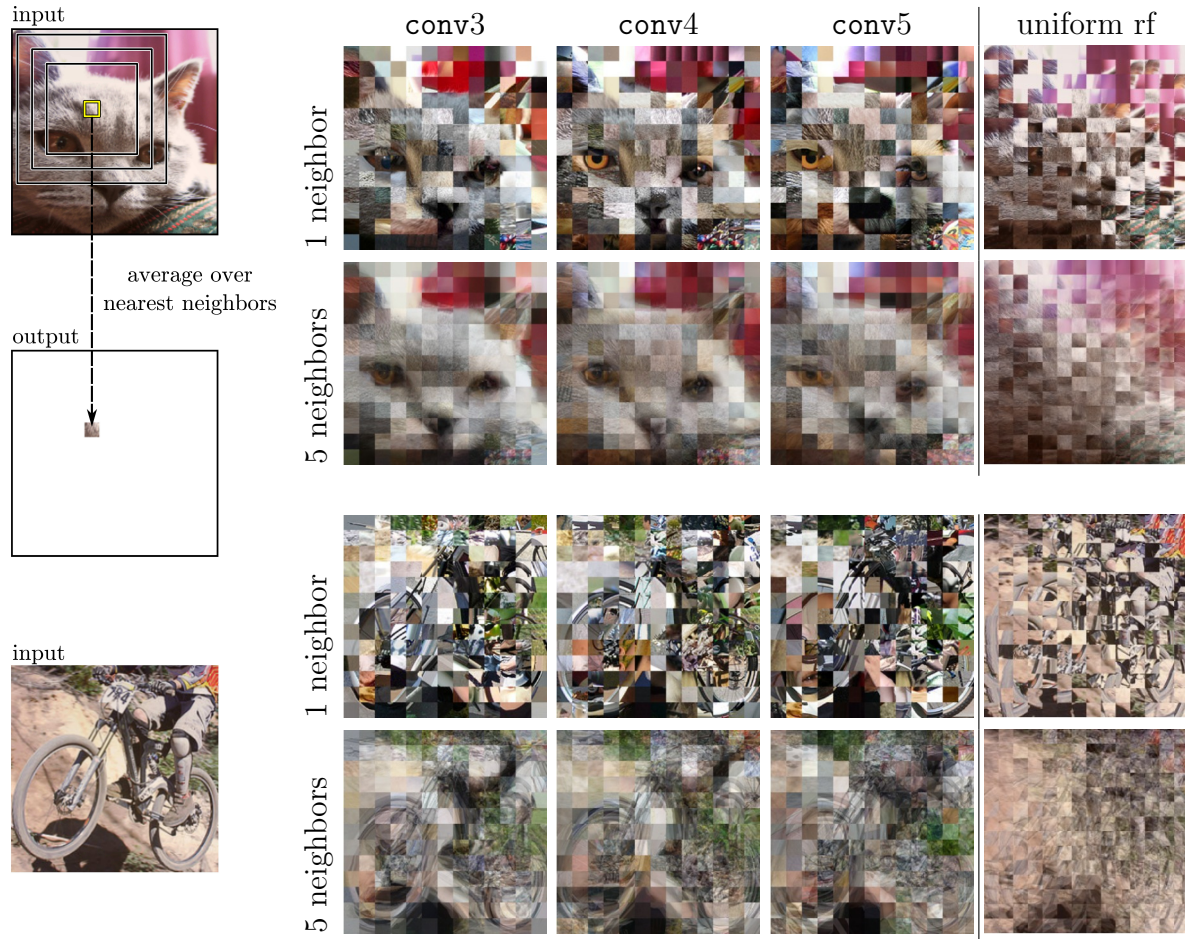 input
conv3
conv4
conv5
uniform rf
1 neighbor
average over
nearest neighbors
5 neighbors
output
1 neighbor
input
5 neighbors